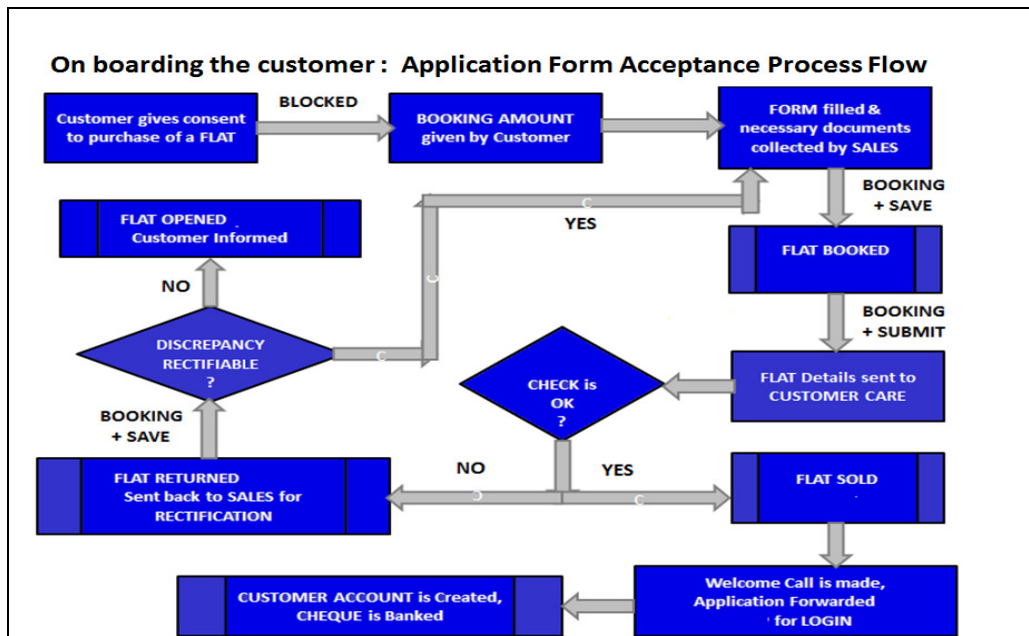 On boarding the customer : Application Form Acceptance Process Flow
Customer gives consent
to purchase of a FLAT
BLOCKED
BOOKING AMOUNT
given by Customer
FORM filled &
necessary documents
collected by SALES
BOOKING
+ SAVE
FLAT OPENED
Customer Informed
C
YES
FLAT BOOKED
NO
C
BOOKING
+ SUBMIT
DISCREPANCY
RECTIFIABLE
?
C
CHECK is
OK
?
FLAT Details sent to
CUSTOMER CARE
BOOKING
+ SAVE
NO
YES
FLAT RETURNED
Sent back to SALES for
RECTIFICATION
C
C
FLAT SOLD
CUSTOMER ACCOUNT is Created,
CHEQUE is Banked
Welcome Call is made,
Application Forwarded
for LOGIN